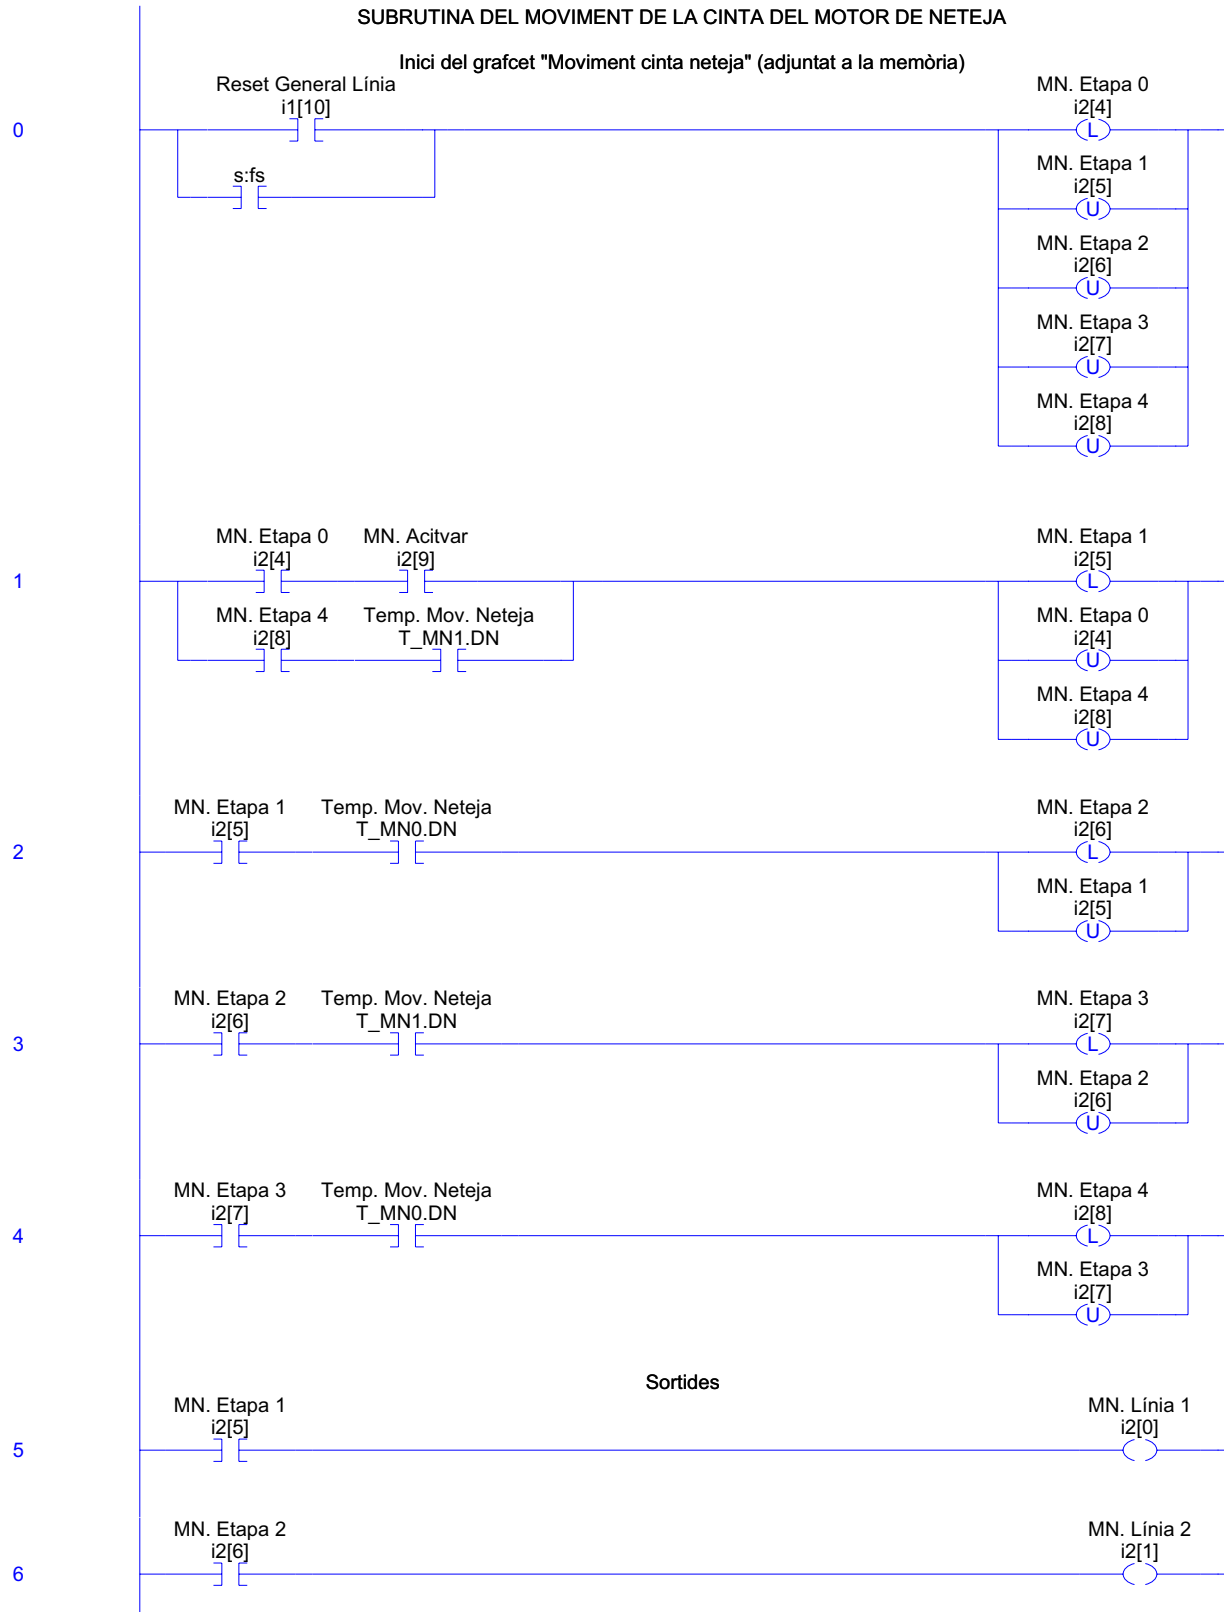 SUBRUTINA DEL MOVIMENT DE LA CINTA DEL MOTOR DE NETEJA
Inici del grafcet "Moviment cinta neteja" (adjuntat a la memòria)
Reset General Línia
i1[10]
MN. Etapa 0
i2[4]
0
L
s:fs
MN. Etapa 1
i2[5]
U
MN. Etapa 2
i2[6]
U
MN. Etapa 3
i2[7]
U
MN. Etapa 4
i2[8]
U
MN. Etapa 0
i2[4]
MN. Acitvar
i2[9]
MN. Etapa 1
i2[5]
1
L
MN. Etapa 4
i2[8]
Temp. Mov. Neteja
T_MN1.DN
MN. Etapa 0
i2[4]
U
MN. Etapa 4
i2[8]
U
MN. Etapa 1
i2[5]
Temp. Mov. Neteja
T_MN0.DN
MN. Etapa 2
i2[6]
2
L
MN. Etapa 1
i2[5]
U
MN. Etapa 2
i2[6]
Temp. Mov. Neteja
T_MN1.DN
MN. Etapa 3
i2[7]
3
L
MN. Etapa 2
i2[6]
U
MN. Etapa 3
i2[7]
Temp. Mov. Neteja
T_MN0.DN
MN. Etapa 4
i2[8]
4
L
MN. Etapa 3
i2[7]
U
Sortides
MN. Etapa 1
i2[5]
MN. Línia 1
i2[0]
5
MN. Etapa 2
i2[6]
MN. Línia 2
i2[1]
6